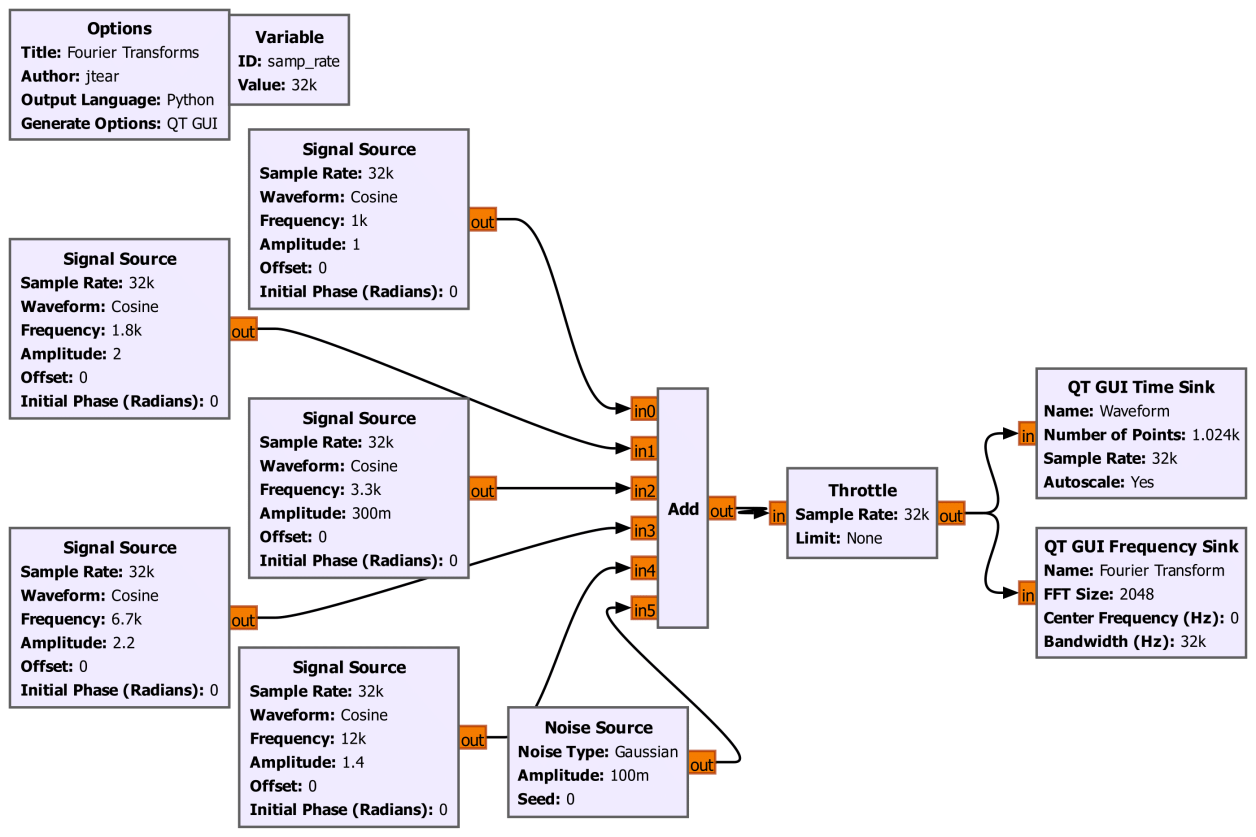 Options
Title: Fourier Transforms
Author: jtear
Output Language: Python
Generate Options: QT GUI
Variable
ID: samp_rate
Value: 32k
Signal Source
Sample Rate: 32k
Waveform: Cosine
Frequency: 1k
Amplitude: 1
Offset: 0
Initial Phase (Radians): 0
out
Signal Source
Sample Rate: 32k
Waveform: Cosine
Frequency: 1.8k
Amplitude: 2
Offset: 0
Initial Phase (Radians): 0
out
Signal Source
Sample Rate: 32k
Waveform: Cosine
Frequency: 3.3k
Amplitude: 300m
Offset: 0
Initial Phase (Radians): 0
out
Signal Source
Sample Rate: 32k
Waveform: Cosine
Frequency: 6.7k
Amplitude: 2.2
Offset: 0
Initial Phase (Radians): 0
out
Signal Source
Sample Rate: 32k
Waveform: Cosine
Frequency: 12k
Amplitude: 1.4
Offset: 0
Initial Phase (Radians): 0
out
Noise Source
Noise Type: Gaussian
Amplitude: 100m
Seed: 0
out
in0
in1
in2
in3
in4
in5
Add
out
in
Throttle
Sample Rate: 32k
Limit: None
out
in
QT GUI Time Sink
Name: Waveform
Number of Points: 1.024k
Sample Rate: 32k
Autoscale: Yes
in
QT GUI Frequency Sink
Name: Fourier Transform
FFT Size: 2048
Center Frequency (Hz): 0
Bandwidth (Hz): 32k